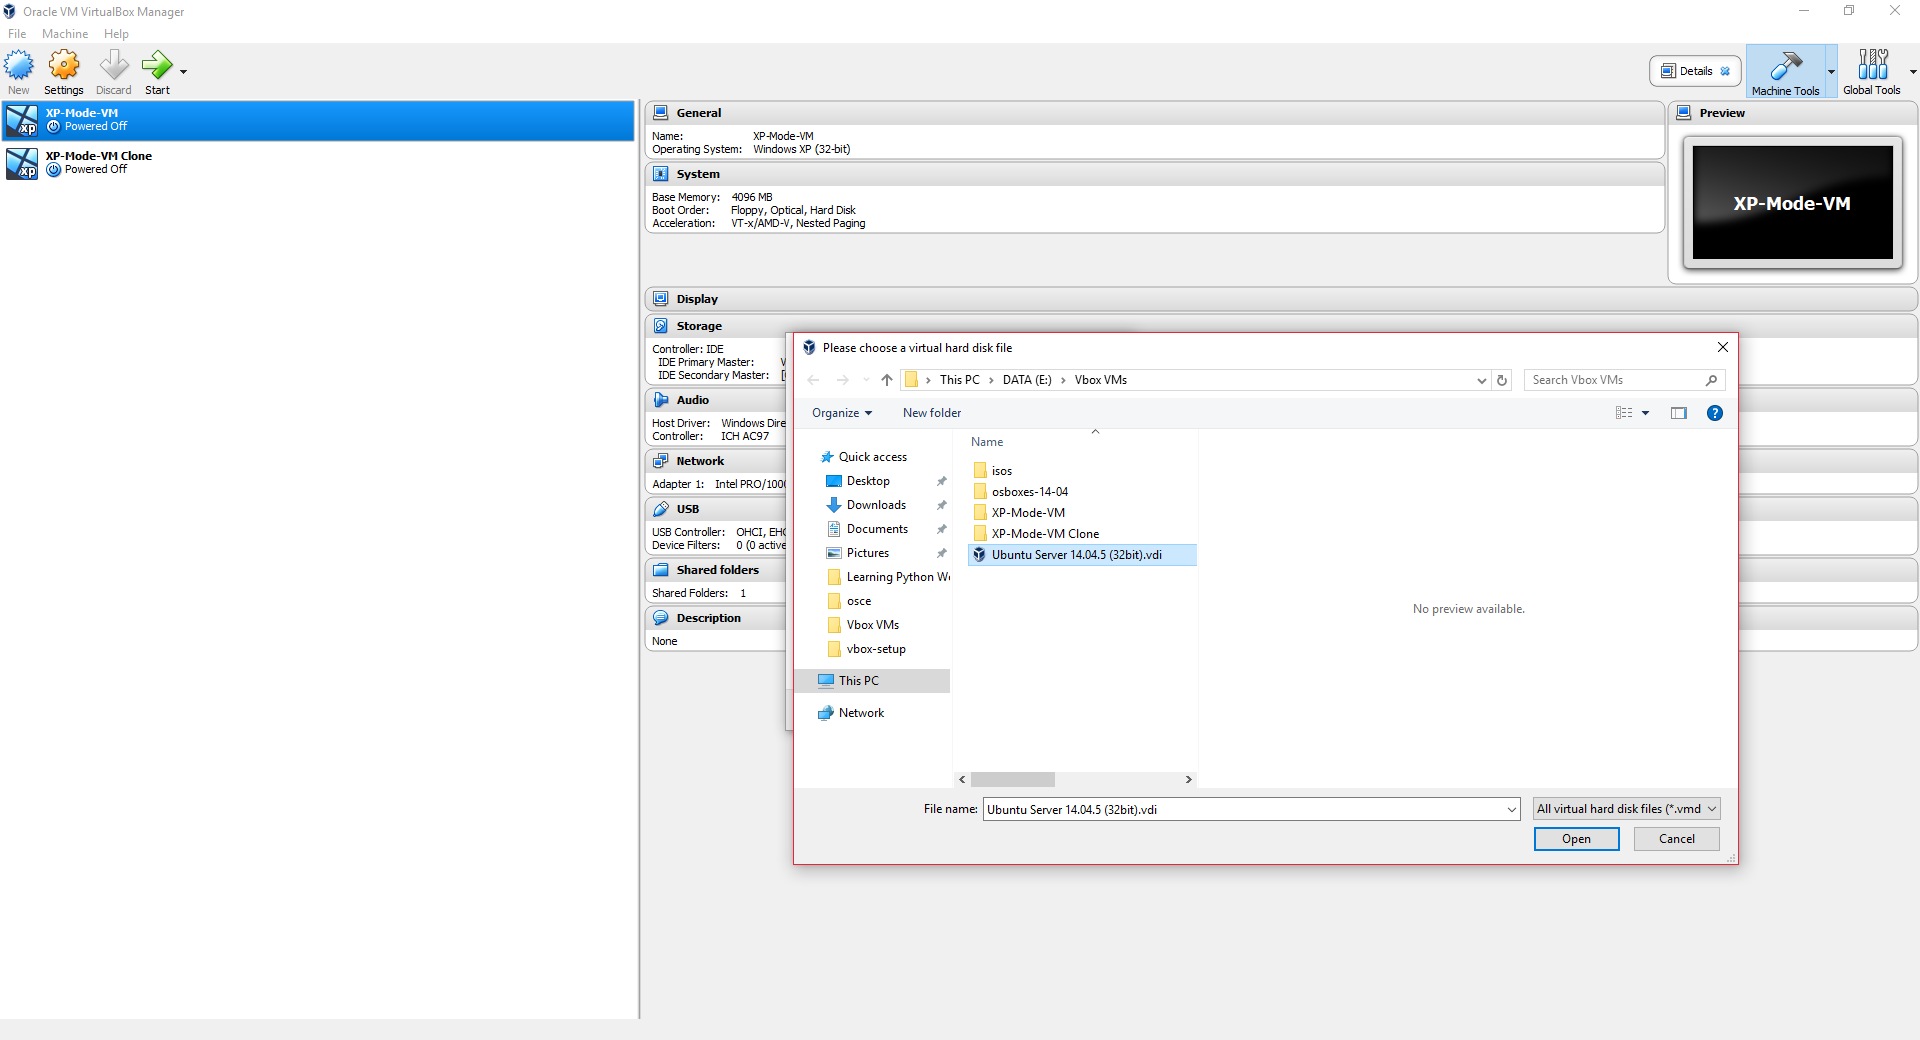 Oracle VM VirtualBox Manager
File Machine Help
New Settings Discard Start
Details
Machine Tools
Global Tools
XP-Mode-VM
Powered Off
XP-Mode-VM Clone
Powered Off
General
Name: XP-Mode-VM
Operating System: Windows XP (32-bit)
System
Base Memory: 4096 MB
Boot Order: Floppy, Optical, Hard Disk
Acceleration: VT-x/AMD-V, Nested Paging
Preview
XP-Mode-VM
Display
Storage
Controller: IDE
IDE Primary Master:
IDE Secondary Master: [
Audio
Host Driver: Windows Dire
Controller: ICH AC97
Network
Adapter 1: Intel PRO/100
USB
USB Controller: OHCI, EHC
Device Filters: 0 (0 active
Shared folders
Shared Folders: 1
Description
None
Please choose a virtual hard disk file
This PC > DATA (E:) > Vbox VMs
Search Vbox VMs
Organize New folder
Quick access
Desktop
Downloads
Documents
Pictures
Learning Python We
osce
Vbox VMs
vbox-setup
This PC
Network
Name
isos
osboxes-14-04
XP-Mode-VM
XP-Mode-VM Clone
Ubuntu Server 14.04.5 (32bit).vdi
No preview available.
File name: Ubuntu Server 14.04.5 (32bit).vdi
All virtual hard disk files (*.vmd
Open Cancel